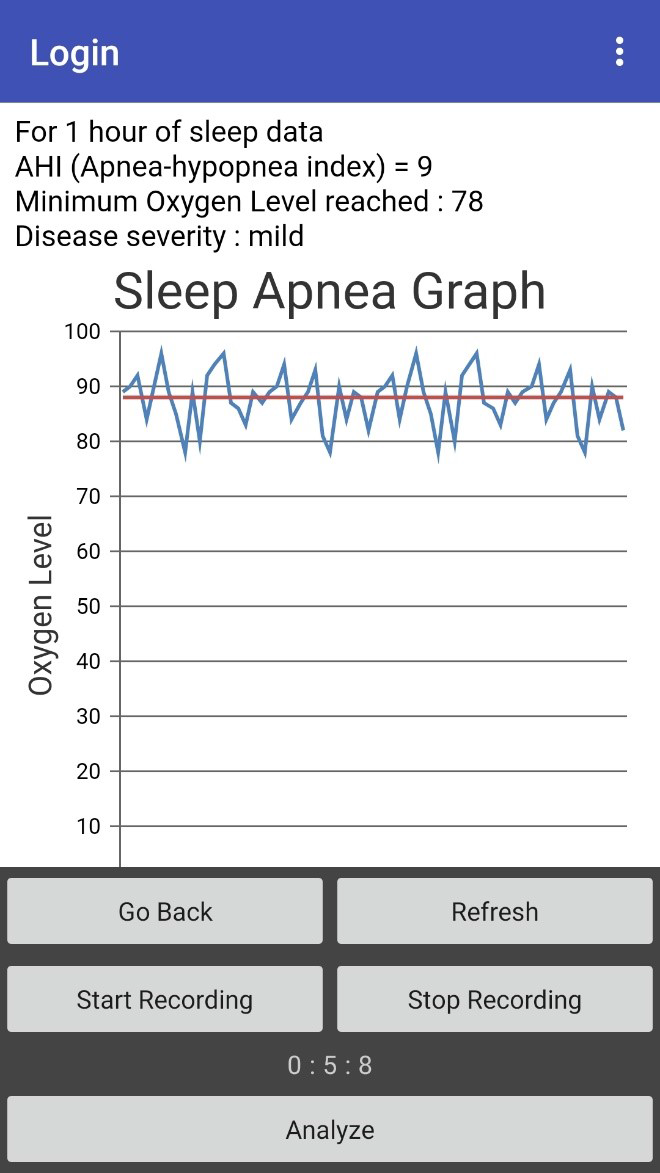 Login
For 1 hour of sleep data
AHI (Apnea-hypopnea index) = 9
Minimum Oxygen Level reached : 78
Disease severity : mild
Sleep Apnea Graph
100
90
80
70
60
50
40
30
20
10
Oxygen Level
Go Back
Refresh
Start Recording
Stop Recording
0 : 5 : 8
Analyze